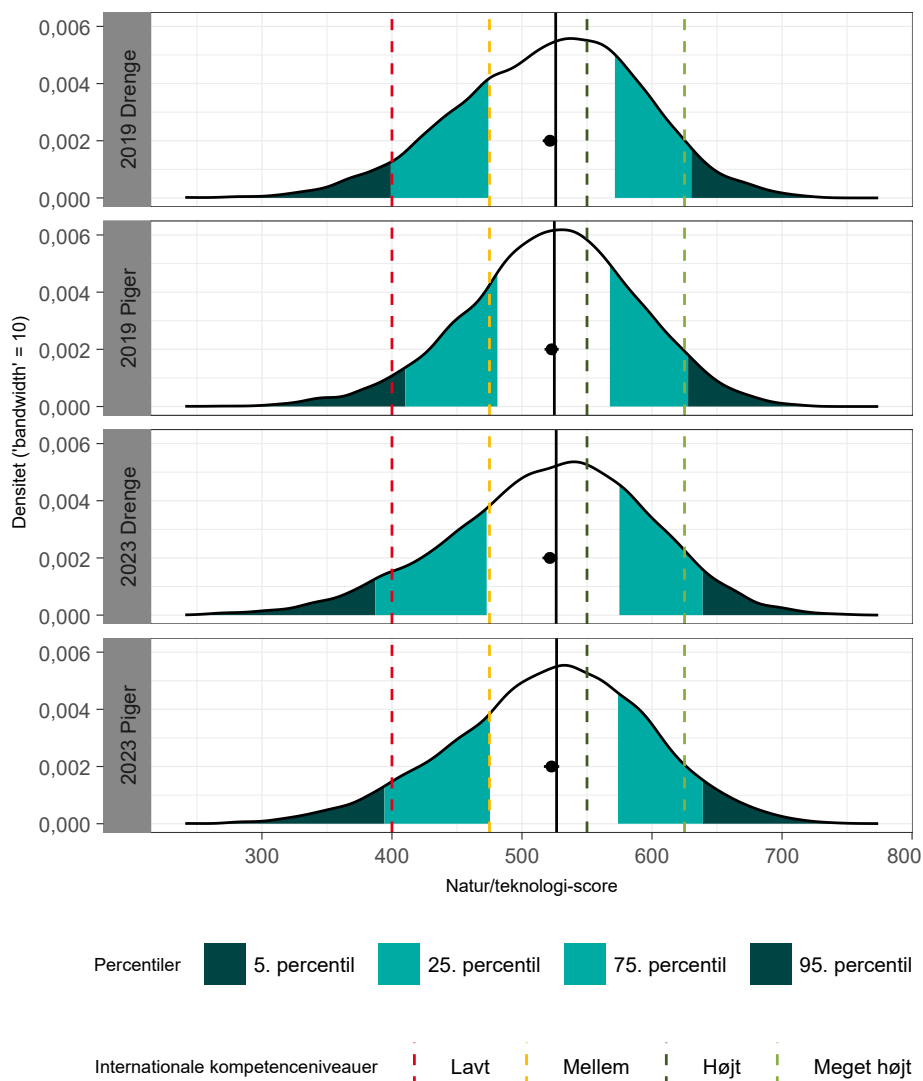 Densitet ('bandwidth' = 10)
2019 Drenge
0,006
0,004
0,002
0,000
2019 Piger
0,006
0,004
0,002
0,000
2023 Drenge
0,006
0,004
0,002
0,000
2023 Piger
0,006
0,004
0,002
0,000
300 400 500 600 700 800
Natur/teknologi-score
Percentiler 5. percentil 25. percentil 75. percentil 95. percentil
Internationale kompetenceniveauer Lavt Mellem Højt Meget højt